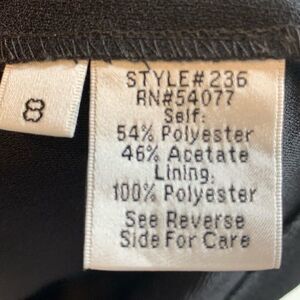 8
STYLE#236
RN#54077
Self:
54% Polyester
46% Acetate
Lining:
100% Polyester
See Reverse
Side For Care